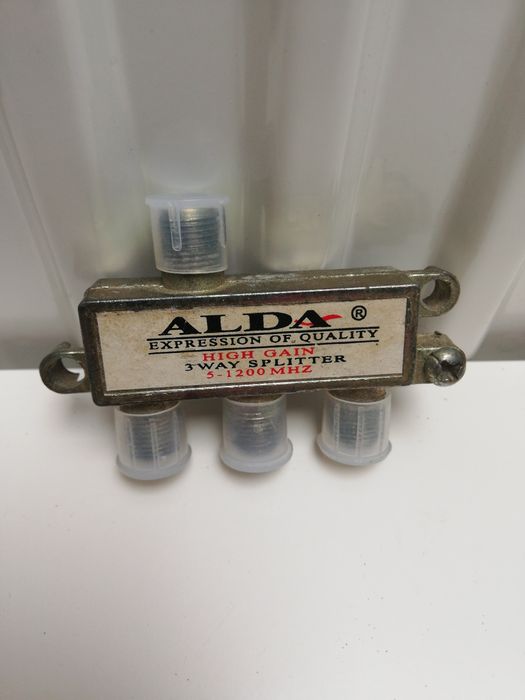 ALDA ®
EXPRESSION OF QUALITY
HIGH GAIN
3 WAY SPLITTER
5-1200 MHZ